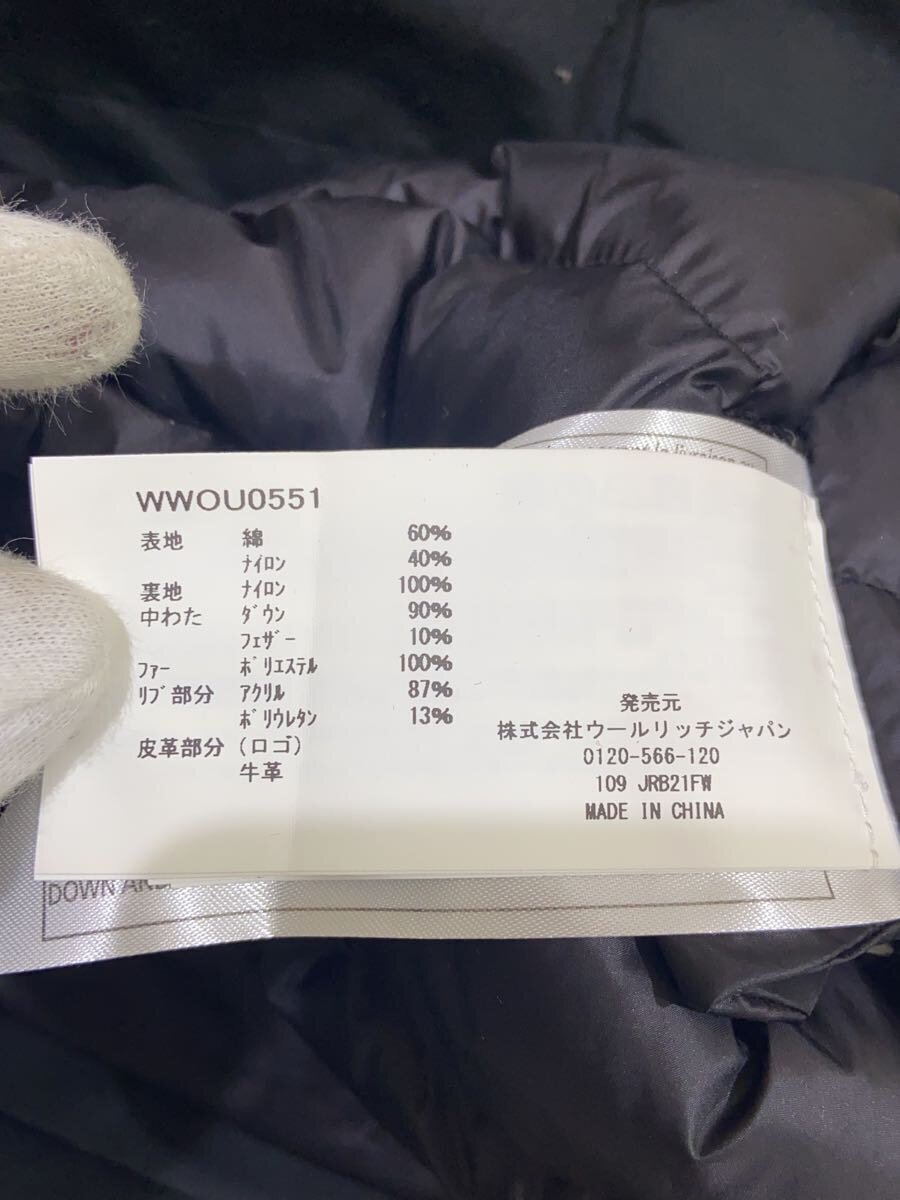 WWOU0551
表地 綿 60%
ﾅｲﾛﾝ 40%
裏地 ﾅｲﾛﾝ 100%
中わた ﾀﾞｳﾝ 90%
ﾌｪｻﾞｰ 10%
ﾌｧｰ ﾎﾟﾘｴｽﾃﾙ 100%
ﾘﾌﾞ部分 ｱｸﾘﾙ 87%
ﾎﾟﾘｳﾚﾀﾝ 13%
皮革部分 (ロゴ)
牛革
発売元
株式会社ウールリッチジャパン
0120-566-120
109 JRB21FW
MADE IN CHINA
DOWN AND